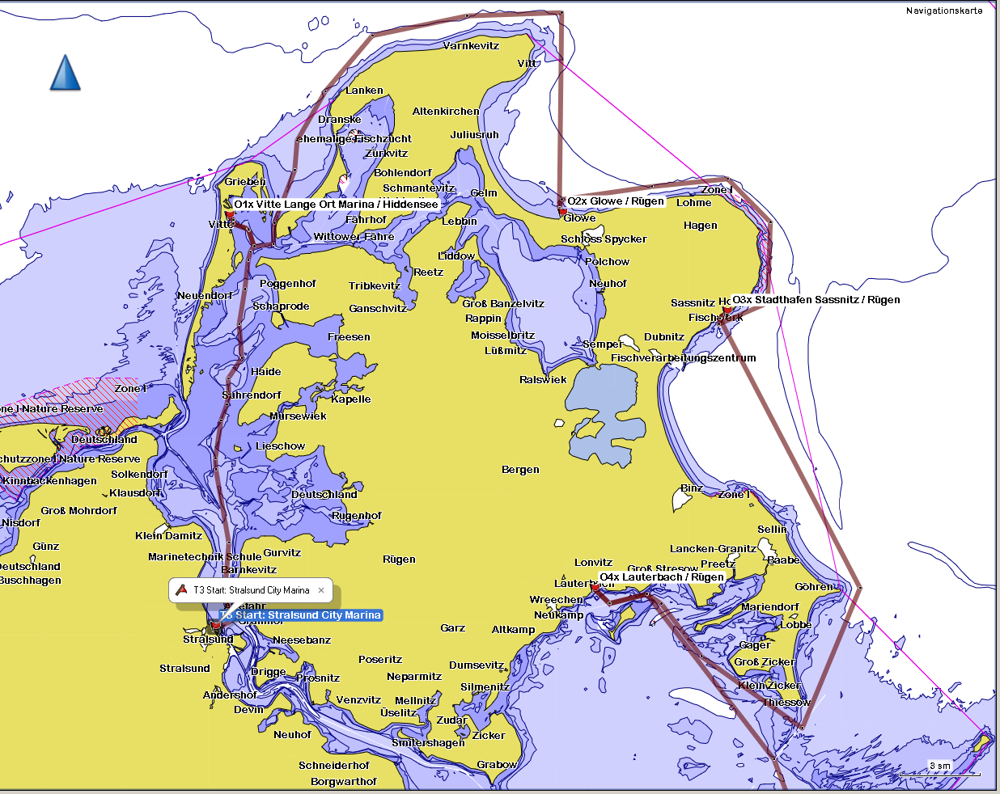 Navigationskarte
Varnkevitz
Vitt
Lanken
Altenkirchen
Dranske
Juliusruh
ehemalige Fischzucht
Zürkvitz
Bohlendorf
Grieben
Schmantevitz
Gelm
Zone I
O1x Vitte Lange Ort Marina / Hiddensee
O2x Glowe / Rügen
Lohme
Vitte
Fährhof
Lebbin
Glowe
Hagen
Wittower Fähre
Schloss Spycker
Liddow
Polchow
Reetz
Poggenhof
Tribkevitz
Neuhof
Neuendorf
Schaprode
Ganschvitz
Groß Banzelvitz
Sassnitz
O3x Stadthafen Sassnitz / Rügen
Rappin
Freesen
Moisselbritz
Dubnitz
Lüßmitz
Semper
Fischverarbeitungszentrum
Haide
Ralswiek
Zone I
Suhrendorf
Kapelle
Nature Reserve
Mursewiek
Deutschland
Lieschow
Nature Reserve
Bergen
Solkendorf
Kinnbackenhagen
Klausdorf
Deutschland
Binz
Zone I
Groß Mohrdorf
Rugenhof
Nisdorf
Klein Damitz
Sellin
Günz
Lancken-Granitz
Marinetechnik Schule
Gurvitz
Rügen
Lonvitz
Preetz
Baabe
Deutschland
Barnkevitz
Groß Stresow
Buschhagen
O4x Lauterbach / Rügen
Göhren
T3 Start: Stralsund City Marina
Wreechen
Mariendorf
T3 Start: Stralsund City Marina
Neukamp
Lobbe
Garz
Altkamp
Stralsund
Neesebanz
Gager
Poseritz
Groß Zicker
Stralsund
Drigge
Prosnitz
Neparmitz
Dumsevitz
Silmenitz
Klein Zicker
Andershof
Venzvitz
Mellnitz
Thiessow
Devin
Üselitz
Zudar
Neuhof
Zicker
Smitershagen
Schneiderhof
Grabow
3 sm
Borgwarthof